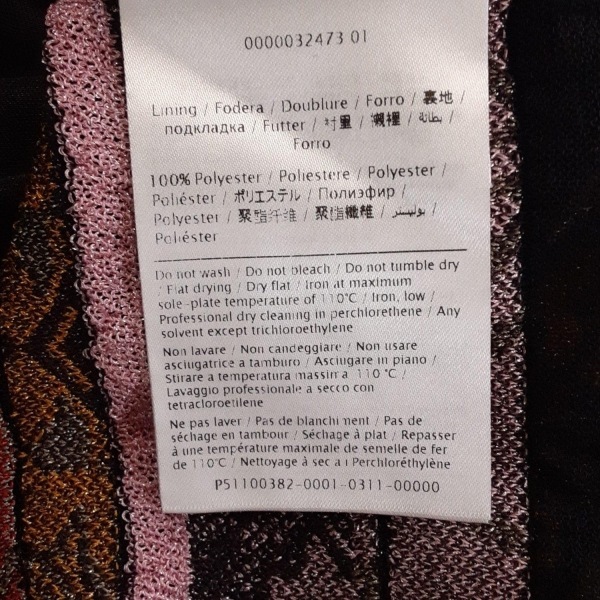 0000032473 01
Lining / Fodera / Doublure / Forro / 裏地 /
подкладка / Futter / 衬里 / 襯裡 / بطانة /
Forro
100% Polyester / Poliestere / Polyester /
Poliéster / ポリエステル / Полиэфир /
Polyester / 聚酯纤维 / 聚酯纖維 / بوليستر /
Poliéster
Do not wash / Do not bleach / Do not tumble dry
/ Flat drying / Dry flat / Iron at maximum
sole-plate temperature of 110°C / Iron, low /
Professional dry cleaning in perchlorethene / Any
solvent except trichloroethylene
Non lavare / Non candeggiare / Non usare
asciugatrice a tamburo / Asciugare in piano /
Stirare a temperatura massima 110 °C /
Lavaggio professionale a secco con
tetracloroetilene
Ne pas laver / Pas de blanchiment / Pas de
séchage en tambour / Séchage à plat / Repasser
à une température maximale de semelle de fer
de 110°C / Nettoyage à sec au Perchloréthylène
P51100382-0001-0311-00000